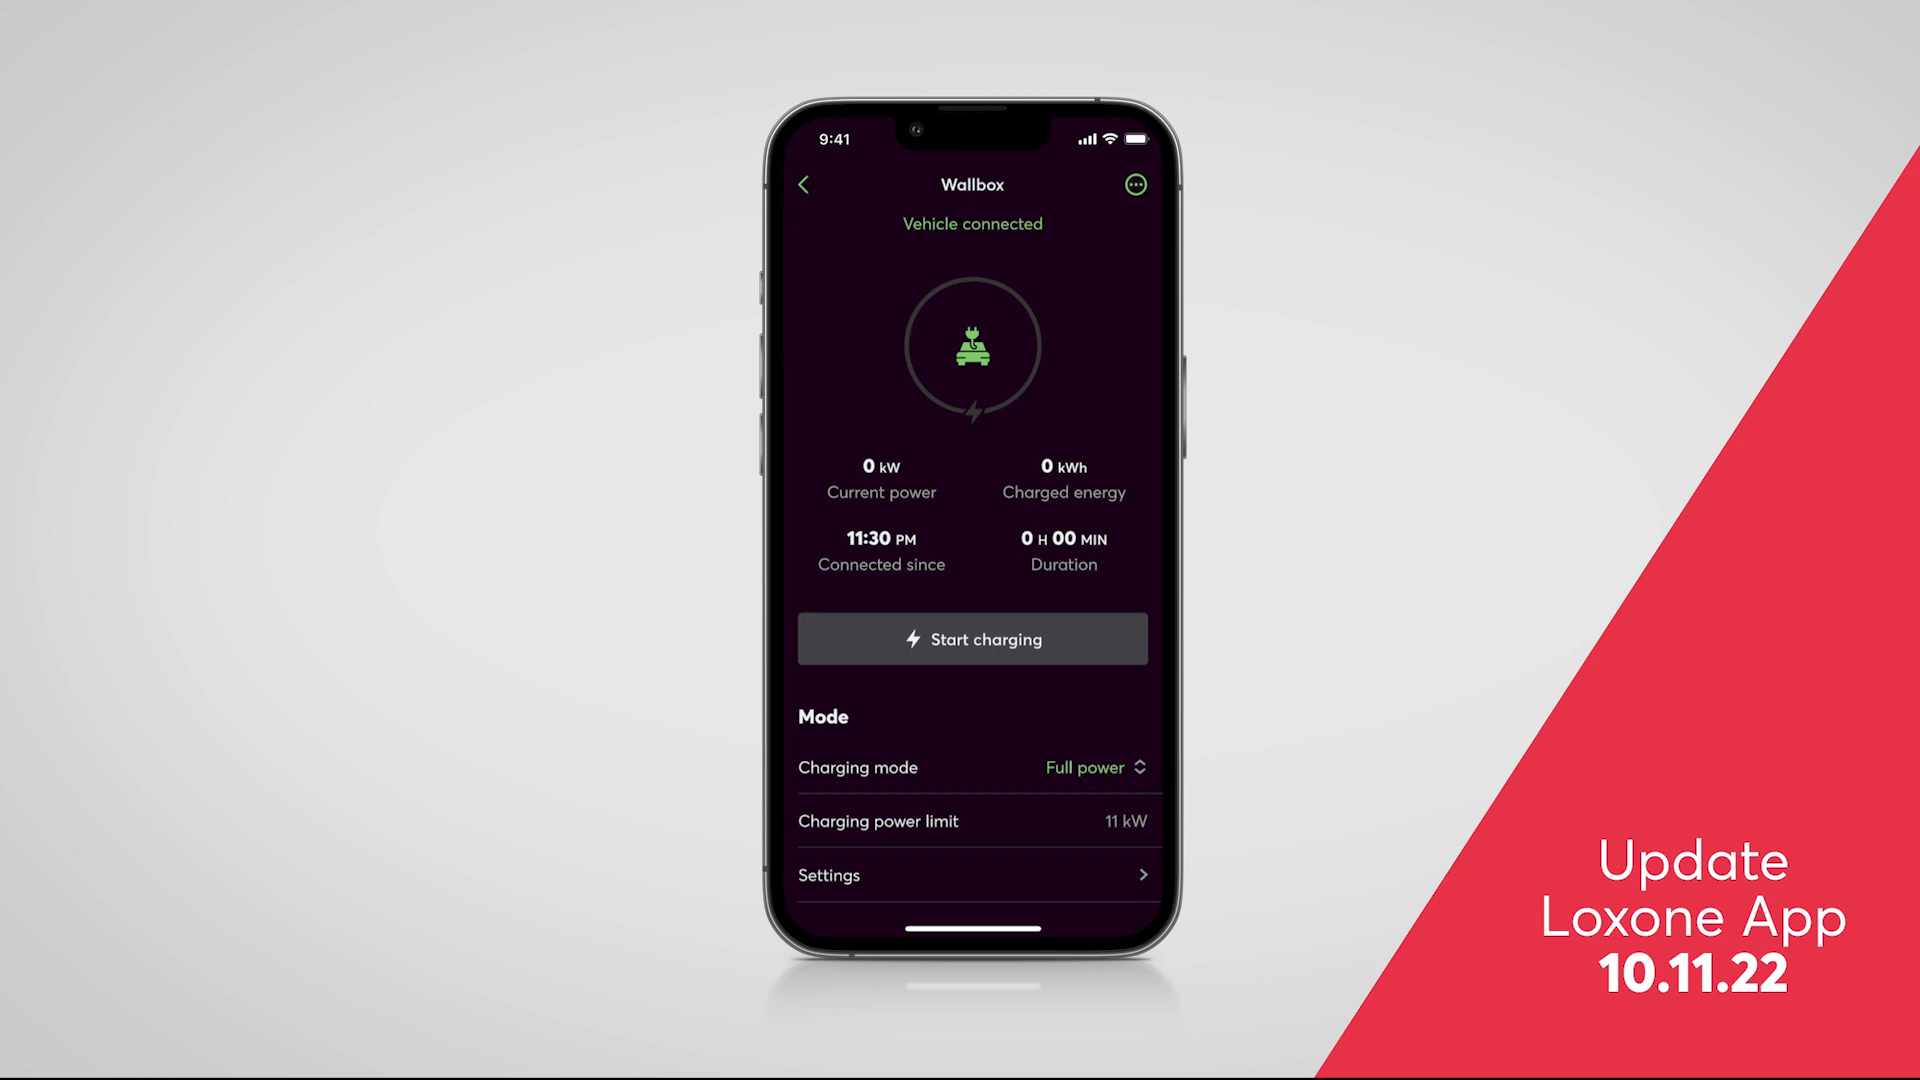 9:41
Wallbox
Vehicle connected
0 kW
0 kWh
Current power
Charged energy
11:30 PM
0 H 00 MIN
Connected since
Duration
Start charging
Mode
Charging mode
Full power
Charging power limit
11 kW
Settings
Update
Loxone App
10.11.22